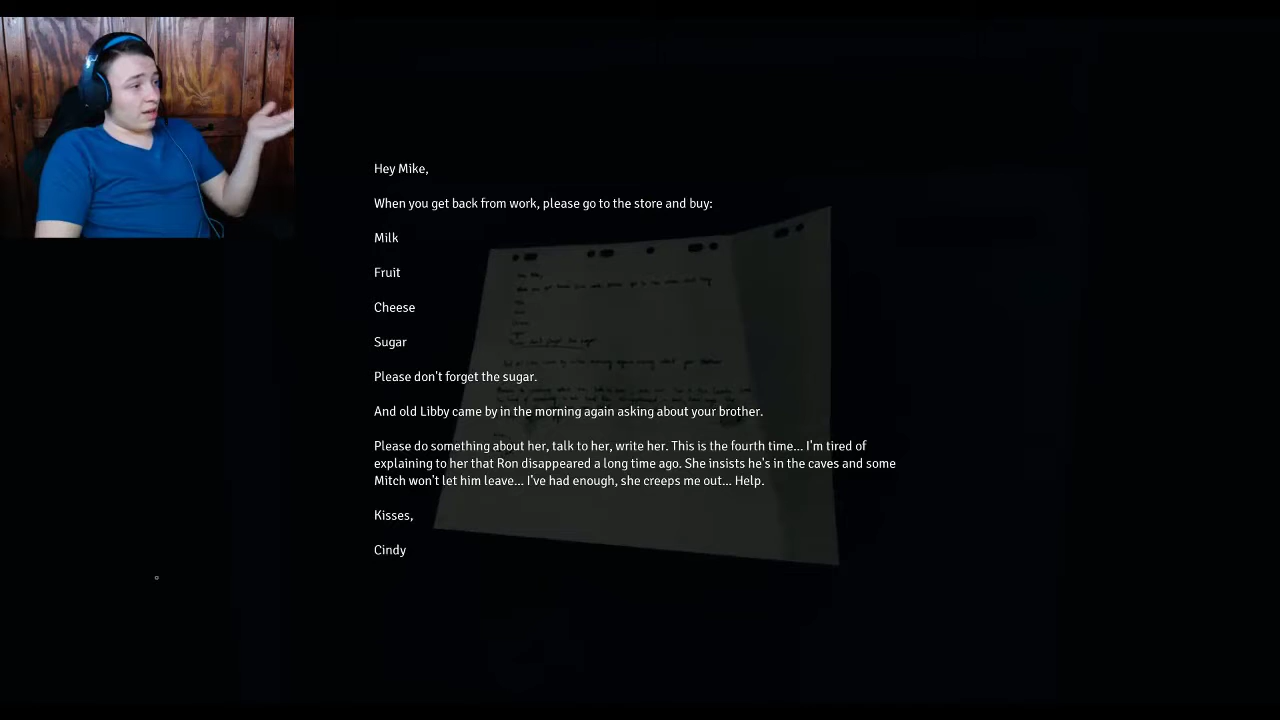 Hey Mike,
When you get back from work, please go to the store and buy:
Milk
Fruit
Cheese
Sugar
Please don't forget the sugar.
And old Libby came by in the morning again asking about your brother.
Please do something about her, talk to her, write her. This is the fourth time... I'm tired of
explaining to her that Ron disappeared a long time ago. She insists he's in the caves and some
Mitch won't let him leave... I've had enough, she creeps me out... Help.
Kisses,
Cindy